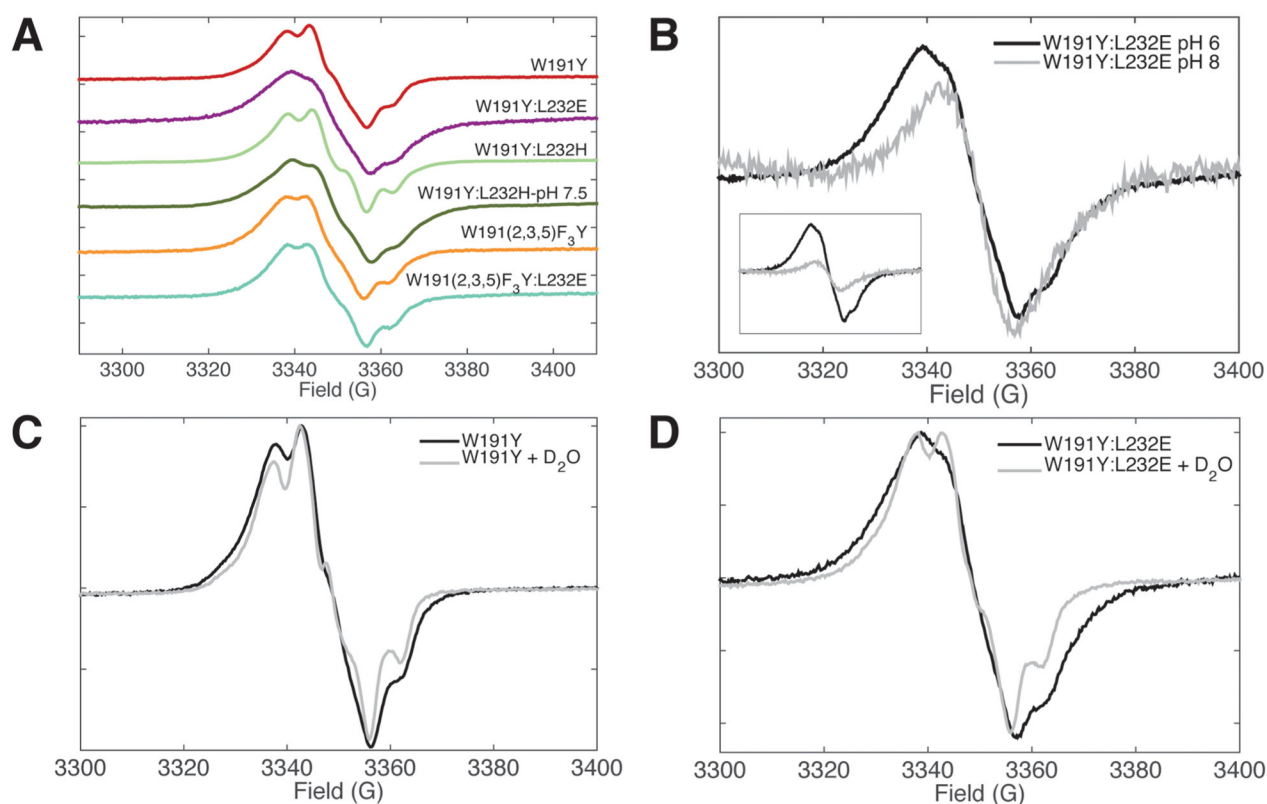 A
W191Y
W191Y:L232E
W191Y:L232H
W191Y:L232H-pH 7.5
W191(2,3,5)F3Y
W191(2,3,5)F3Y:L232E
3300 3320 3340 3360 3380 3400
Field (G)
B
W191Y:L232E pH 6
W191Y:L232E pH 8
3300 3320 3340 3360 3380 3400
Field (G)
C
W191Y
W191Y + D2O
3300 3320 3340 3360 3380 3400
Field (G)
D
W191Y:L232E
W191Y:L232E + D2O
3300 3320 3340 3360 3380 3400
Field (G)